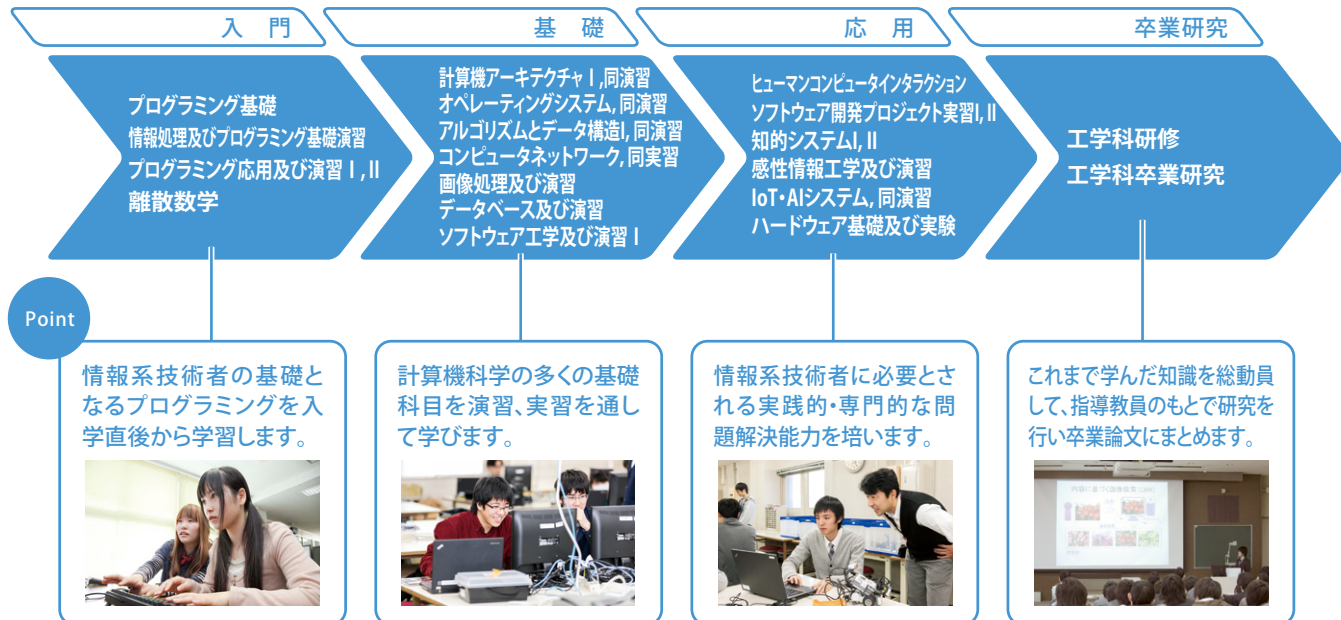 入門
基礎
応用
卒業研究
プログラミング基礎
情報処理及びプログラミング基礎演習
プログラミング応用及び演習Ⅰ,Ⅱ
離散数学
計算機アーキテクチャⅠ,同演習
オペレーティングシステム,同演習
アルゴリズムとデータ構造Ⅰ,同演習
コンピュータネットワーク,同実習
画像処理及び演習
データベース及び演習
ソフトウェア工学及び演習Ⅰ
ヒューマンコンピュータインタラクション
ソフトウェア開発プロジェクト実習Ⅰ,Ⅱ
知的システムⅠ,Ⅱ
感性情報工学及び演習
IoT・AIシステム,同演習
ハードウェア基礎及び実験
工学科研修
工学科卒業研究
Point
情報系技術者の基礎と
なるプログラミングを入
学直後から学習します。
計算機科学の多くの基礎
科目を演習、実習を通し
て学びます。
情報系技術者に必要とさ
れる実践的・専門的な問
題解決能力を培います。
これまで学んだ知識を総動員
して、指導教員のもとで研究を
行い卒業論文にまとめます。